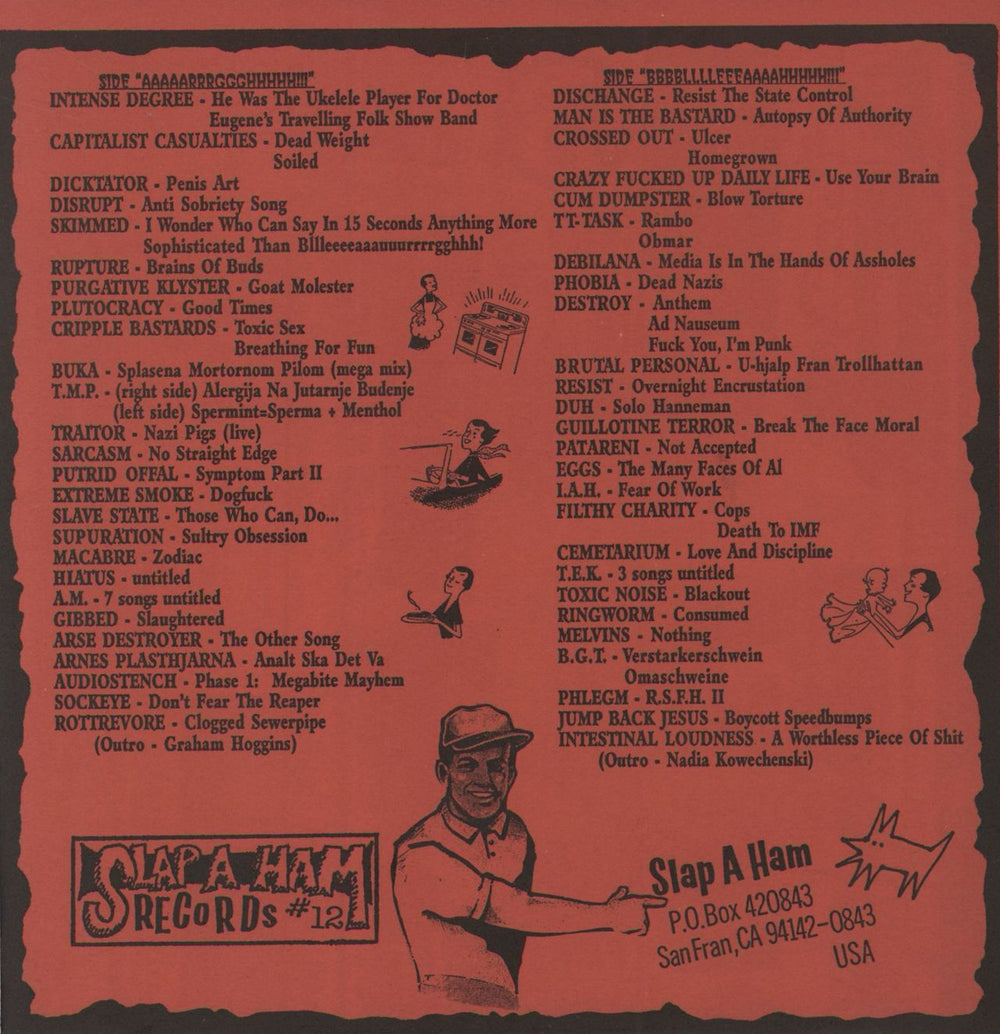 SIDE "AAAAARRRGGGHHHHH!!!"
INTENSE DEGREE - He Was The Ukelele Player For Doctor
Eugene's Travelling Folk Show Band
CAPITALIST CASUALTIES - Dead Weight
Soiled
DICKTATOR - Penis Art
DISRUPT - Anti Sobriety Song
SKIMMED - I Wonder Who Can Say In 15 Seconds Anything More
Sophisticated Than Bllleeeeaaauuurrrrgghhh!
RUPTURE - Brains Of Buds
PURGATIVE KLYSTER - Goat Molester
PLUTOCRACY - Good Times
CRIPPLE BASTARDS - Toxic Sex
Breathing For Fun
BUKA - Splasena Mortornom Pilom (mega mix)
T.M.P. - (right side) Alergija Na Jutarnje Budenje
(left side) Spermint=Sperma + Menthol
TRAITOR - Nazi Pigs (live)
SARCASM - No Straight Edge
PUTRID OFFAL - Symptom Part II
EXTREME SMOKE - Dogfuck
SLAVE STATE - Those Who Can, Do...
SUPURATION - Sultry Obsession
MACABRE - Zodiac
HIATUS - untitled
A.M. - 7 songs untitled
GIBBED - Slaughtered
ARSE DESTROYER - The Other Song
ARNES PLASTHJARNA - Analt Ska Det Va
AUDIOSTENCH - Phase 1: Megabite Mayhem
SOCKEYE - Don't Fear The Reaper
ROTTREVORE - Clogged Sewerpipe
(Outro - Graham Hoggins)
SIDE "BBBBLLLLEEEAAAAHHHHH!!!!"
DISCHANGE - Resist The State Control
MAN IS THE BASTARD - Autopsy Of Authority
CROSSED OUT - Ulcer
Homegrown
CRAZY FUCKED UP DAILY LIFE - Use Your Brain
CUM DUMPSTER - Blow Torture
TT-TASK - Rambo
Obmar
DEBILANA - Media Is In The Hands Of Assholes
PHOBIA - Dead Nazis
DESTROY - Anthem
Ad Nauseum
Fuck You, I'm Punk
BRUTAL PERSONAL - U-hjalp Fran Trollhattan
RESIST - Overnight Encrustation
DUH - Solo Hanneman
GUILLOTINE TERROR - Break The Face Moral
PATARENI - Not Accepted
EGGS - The Many Faces Of Al
I.A.H. - Fear Of Work
FILTHY CHARITY - Cops
Death To IMF
CEMETARIUM - Love And Discipline
T.E.K. - 3 songs untitled
TOXIC NOISE - Blackout
RINGWORM - Consumed
MELVINS - Nothing
B.G.T. - Verstarkerschwein
Omaschweine
PHLEGM - R.S.F.H. II
JUMP BACK JESUS - Boycott Speedbumps
INTESTINAL LOUDNESS - A Worthless Piece Of Shit
(Outro - Nadia Kowechenski)
SLAP A HAM
RECORDS #12
Slap A Ham
P.O.Box 420843
San Fran, CA 94142-0843
USA